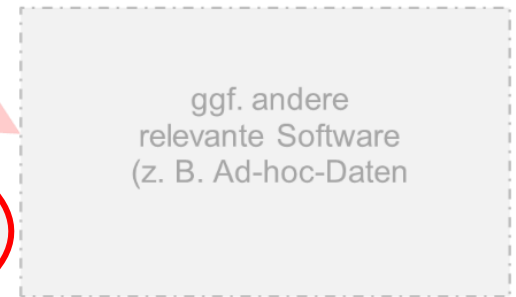 ggf. andere
relevante Software
(z. B. Ad-hoc-Daten